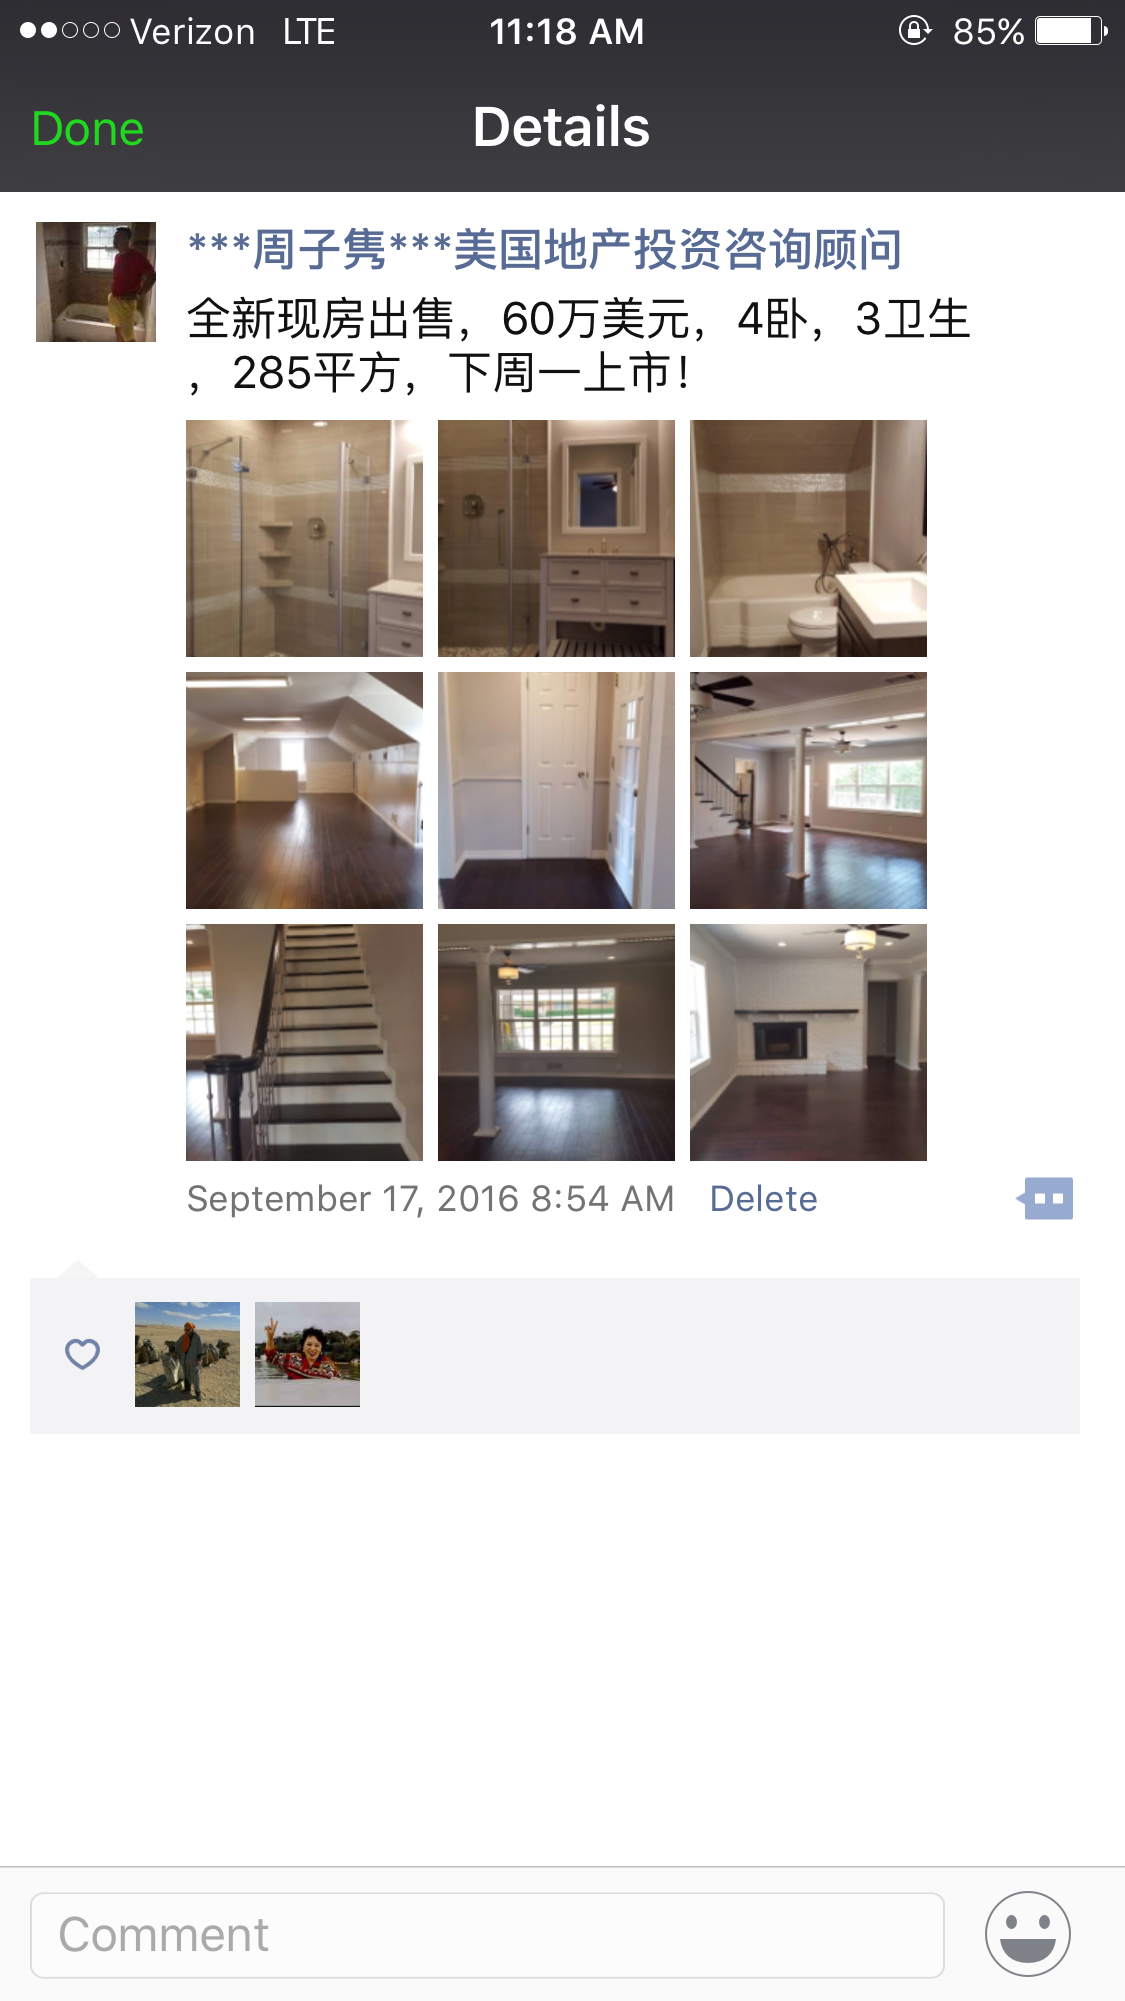 Verizon LTE 11:18 AM 85%
Done Details
***周子隽***美国地产投资咨询顾问
全新现房出售，60万美元，4卧，3卫生
，285平方，下周一上市！
September 17, 2016 8:54 AM Delete
Comment